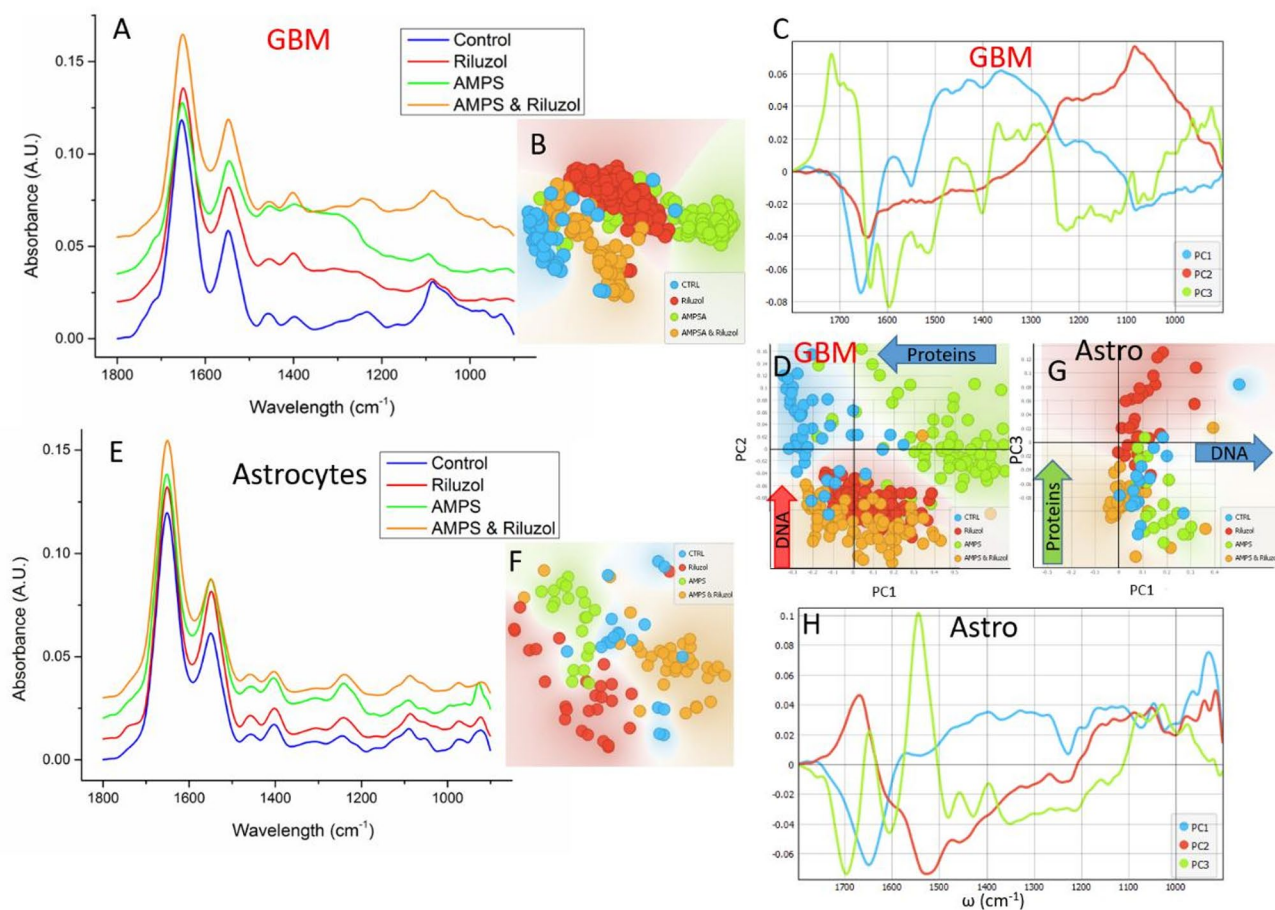 A
GBM
Control
Riluzol
AMPS
AMPS & Riluzol
Absorbance (A.U.)
0.15
0.10
0.05
0.00
1800
1600
1400
1200
1000
Wavelength (cm-1)
B
CTRL
Riluzol
AMPSA
AMPSA & Riluzol
C
GBM
0.06
0.04
0.02
0
-0.02
-0.04
-0.06
-0.08
1700
1600
1500
1400
1300
1200
1100
1000
PC1
PC2
PC3
D
GBM
Proteins
DNA
PC2
PC1
CTRL
Riluzol
AMPS
AMPS & Riluzol
G
Astro
DNA
Proteins
PC3
PC1
CTRL
Riluzol
AMPS
AMPS & Riluzol
E
Astrocytes
Control
Riluzol
AMPS
AMPS & Riluzol
Absorbance (A.U.)
0.15
0.10
0.05
0.00
1800
1600
1400
1200
1000
Wavelength (cm-1)
F
CTRL
Riluzol
AMPS
AMPS & Riluzol
H
Astro
0.1
0.08
0.06
0.04
0.02
0
-0.02
-0.04
-0.06
1700
1600
1500
1400
1300
1200
1100
1000
ω (cm-1)
PC1
PC2
PC3